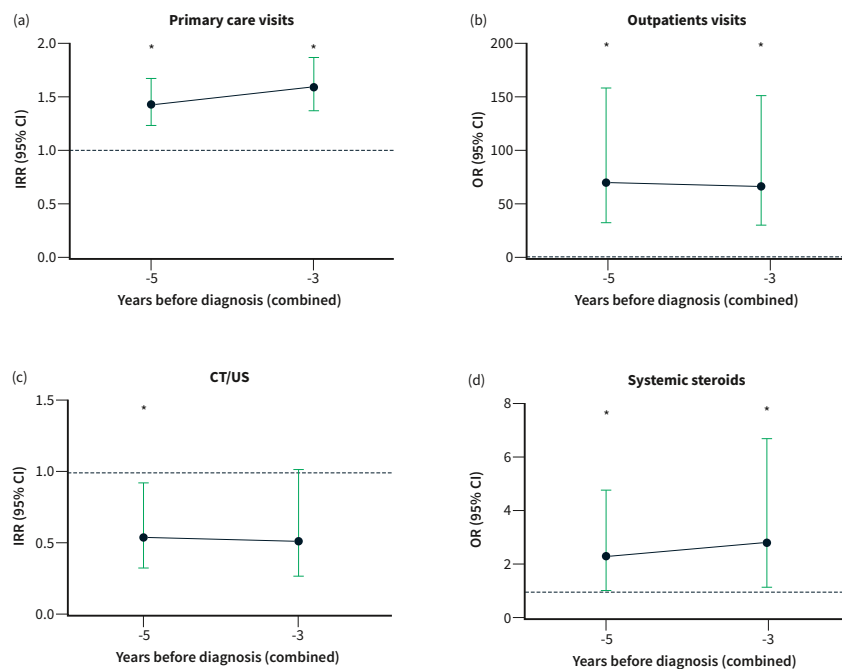 (a)
Primary care visits
*
*
2.0
1.5
1.0
0.5
0.0
IRR (95% CI)
-5
-3
Years before diagnosis (combined)
(b)
Outpatients visits
*
*
200
150
100
50
0
OR (95% CI)
-5
-3
Years before diagnosis (combined)
(c)
CT/US
*
1.5
1.0
0.5
0.0
IRR (95% CI)
-5
-3
Years before diagnosis (combined)
(d)
Systemic steroids
*
*
8
6
4
2
0
OR (95% CI)
-5
-3
Years before diagnosis (combined)